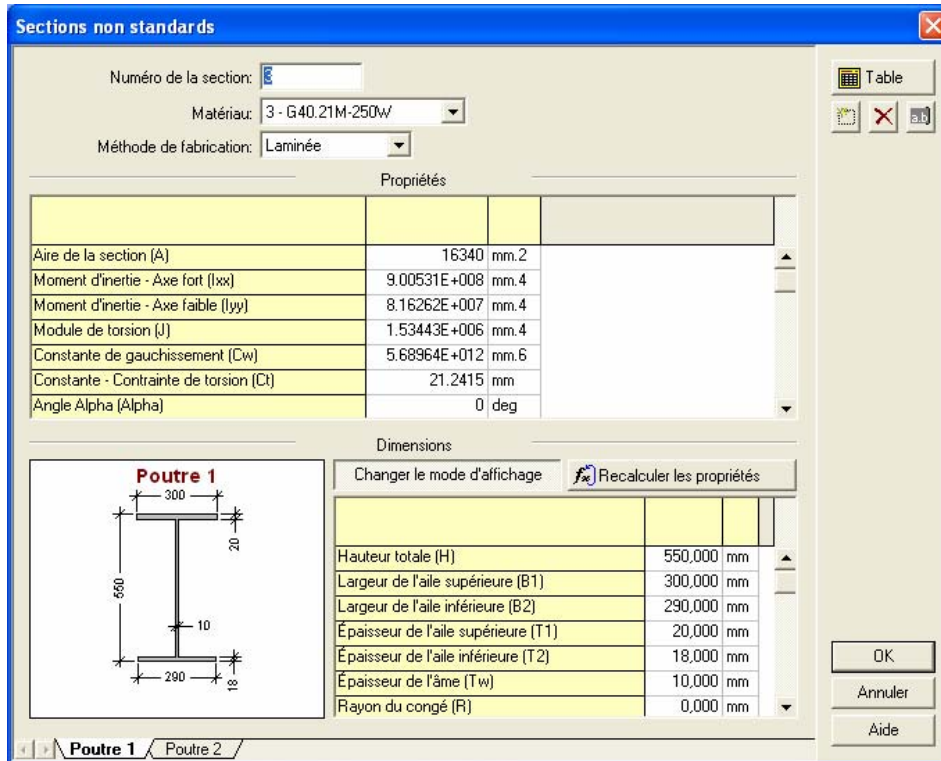 Sections non standards
Numéro de la section: 3
Table
Matériau: 3 - G40.21M-250W
a.b
Méthode de fabrication: Laminée
Propriétés
Aire de la section (A) 16340 mm.2
Moment d'inertie - Axe fort (Ixx) 9.00531E+008 mm.4
Moment d'inertie - Axe faible (Iyy) 8.16262E+007 mm.4
Module de torsion (J) 1.53443E+006 mm.4
Constante de gauchissement (Cw) 5.68964E+012 mm.6
Constante - Contrainte de torsion (Ct) 21.2415 mm
Angle Alpha (Alpha) 0 deg
Dimensions
Poutre 1
300
20
550
10
290
18
Changer le mode d'affichage
Recalculer les propriétés
Hauteur totale (H) 550,000 mm
Largeur de l'aile supérieure (B1) 300,000 mm
Largeur de l'aile inférieure (B2) 290,000 mm
Épaisseur de l'aile supérieure (T1) 20,000 mm
Épaisseur de l'aile inférieure (T2) 18,000 mm
Épaisseur de l'âme (Tw) 10,000 mm
Rayon du congé (R) 0,000 mm
OK
Annuler
Aide
Poutre 1 Poutre 2